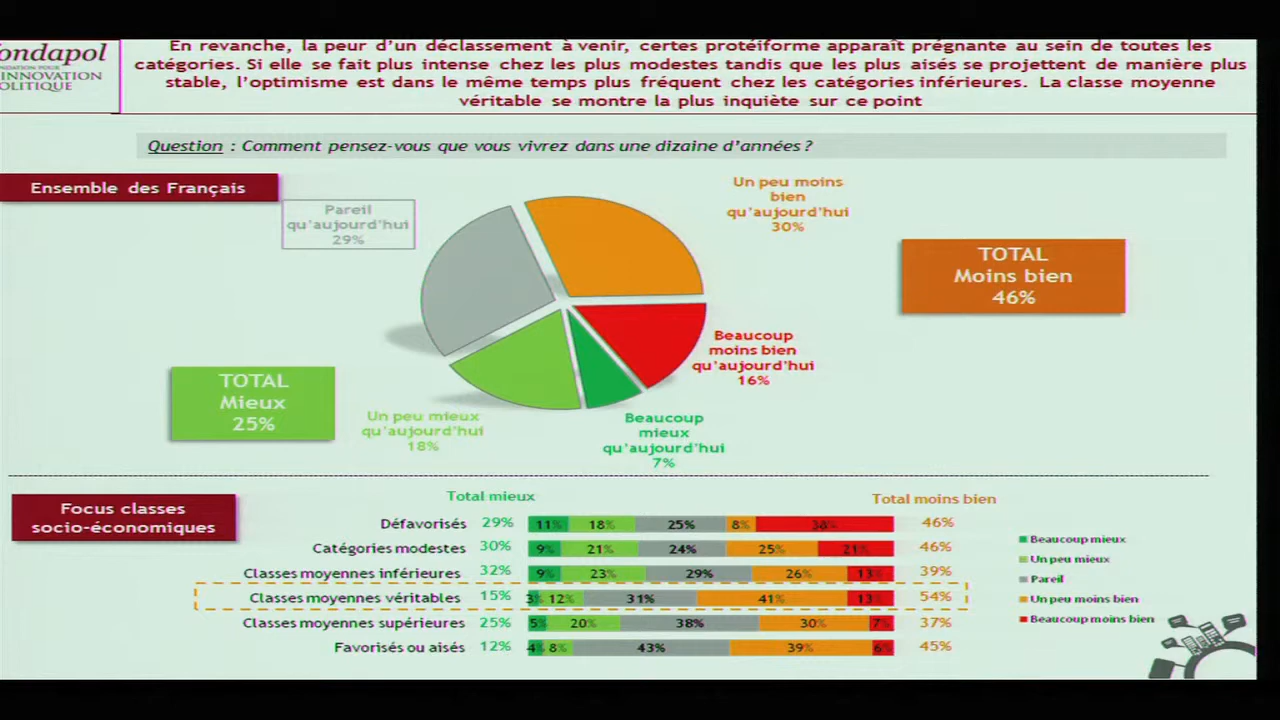 fondapol
INNOVATION
POLITIQUE
En revanche, la peur d'un déclassement à venir, certes protéiforme apparaît prégnante au sein de toutes les
catégories. Si elle se fait plus intense chez les plus modestes tandis que les plus aisés se projettent de manière plus
stable, l'optimisme est dans le même temps plus fréquent chez les catégories inférieures. La classe moyenne
véritable se montre la plus inquiète sur ce point
Question : Comment pensez-vous que vous vivrez dans une dizaine d'années ?
Ensemble des Français
Pareil
qu'aujourd'hui
29%
Un peu moins
bien
qu'aujourd'hui
30%
TOTAL
Moins bien
46%
Beaucoup
moins bien
qu'aujourd'hui
16%
TOTAL
Mieux
25%
Un peu mieux
qu'aujourd'hui
18%
Beaucoup
mieux
qu'aujourd'hui
7%
Focus classes
socio-économiques
Total mieux
Total moins bien
Défavorisés 29% 11% 18% 25% 8% 38% 46%
Catégories modestes 30% 9% 21% 24% 25% 21% 46%
Classes moyennes inférieures 32% 9% 23% 29% 26% 13% 39%
Classes moyennes véritables 15% 3% 12% 31% 41% 13% 54%
Classes moyennes supérieures 25% 5% 20% 38% 30% 7% 37%
Favorisés ou aisés 12% 4% 8% 43% 39% 6% 45%
Beaucoup mieux
Un peu mieux
Pareil
Un peu moins bien
Beaucoup moins bien